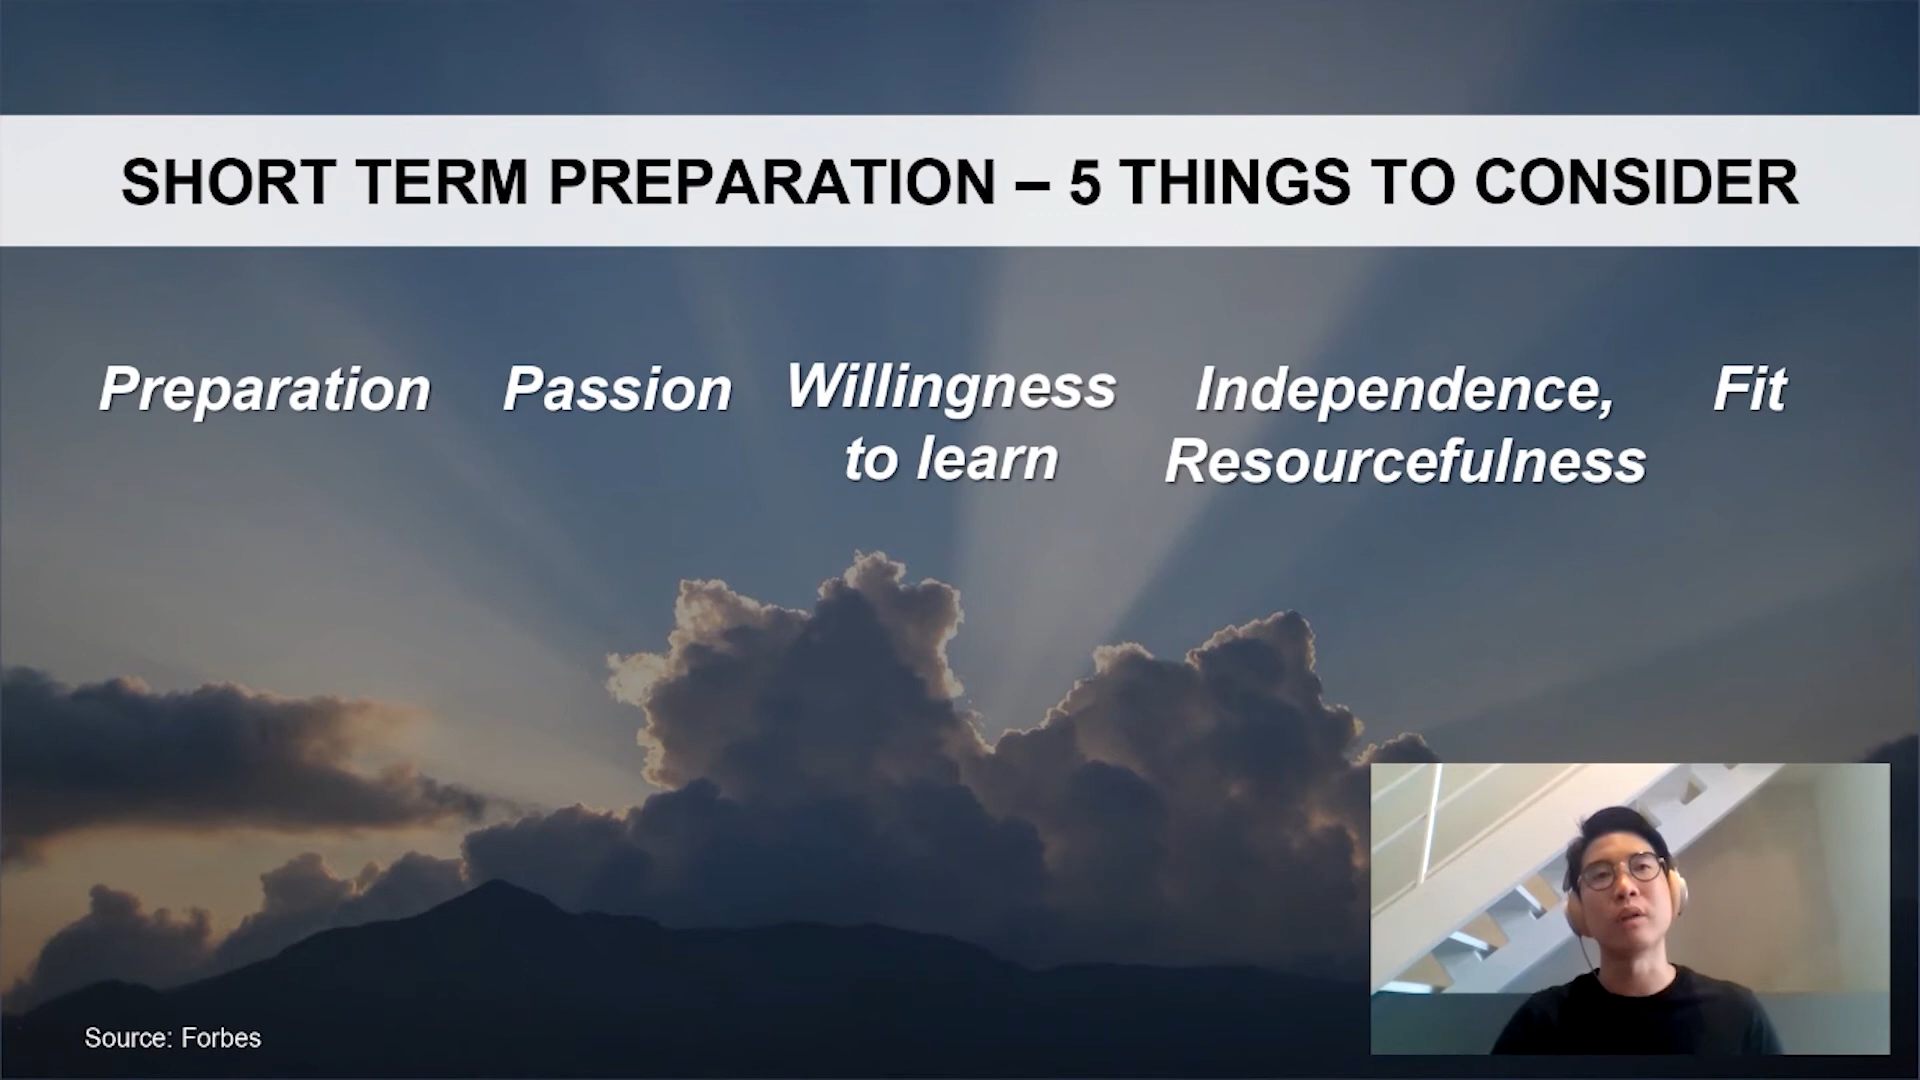 SHORT TERM PREPARATION – 5 THINGS TO CONSIDER
Preparation
Passion
Willingness
to learn
Independence,
Resourcefulness
Fit
Source: Forbes